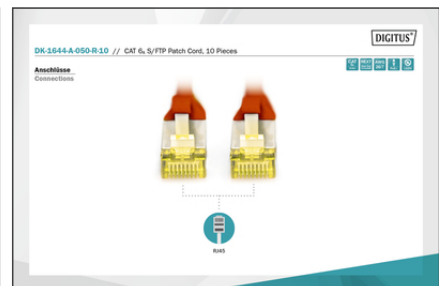 DIGITUS®
DK-1644-A-050-R-10 // CAT 6A S/FTP Patch Cord, 10 Pieces
Anschlüsse
Connections
RJ45